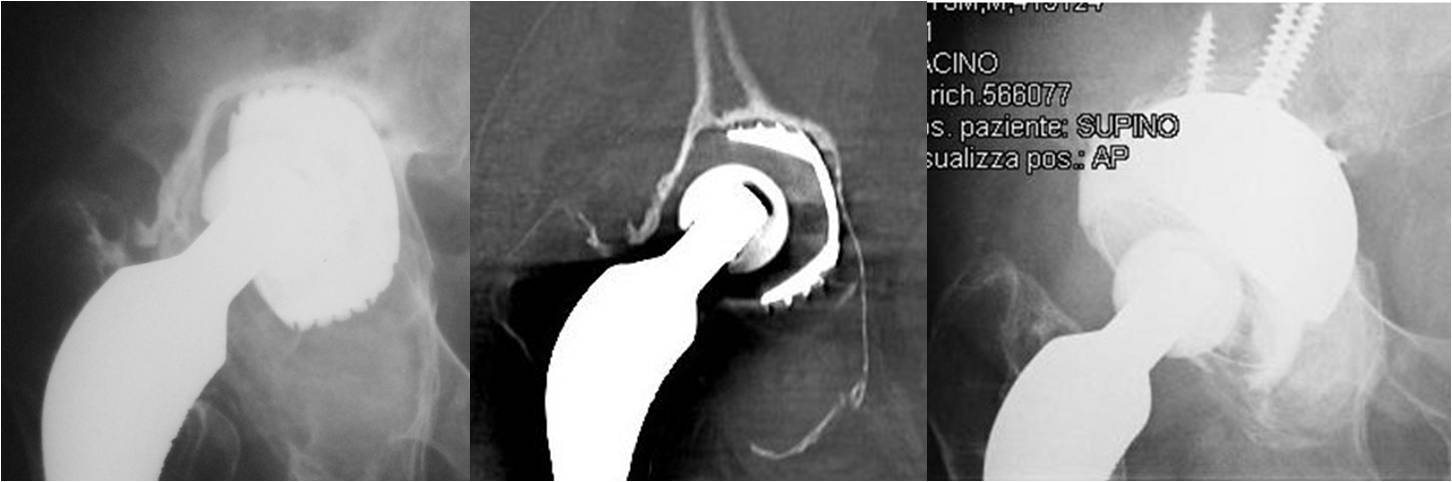 ACINO
rich.566077
os. paziente: SUPINO
sualizza pos.: AP